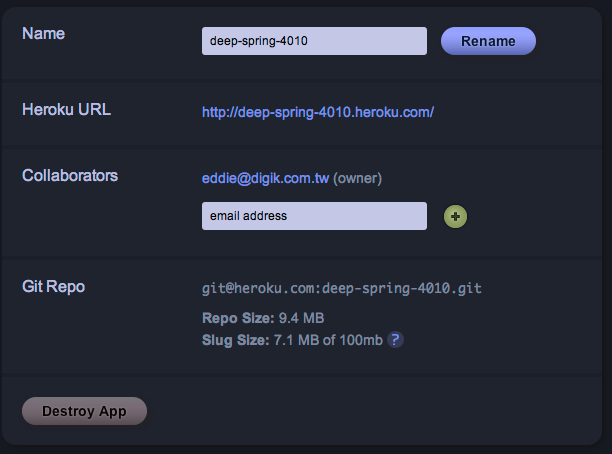 Name deep-spring-4010 Rename
Heroku URL http://deep-spring-4010.heroku.com/
Collaborators eddie@digik.com.tw (owner)
email address
Git Repo git@heroku.com:deep-spring-4010.git
Repo Size: 9.4 MB
Slug Size: 7.1 MB of 100mb ?
Destroy App